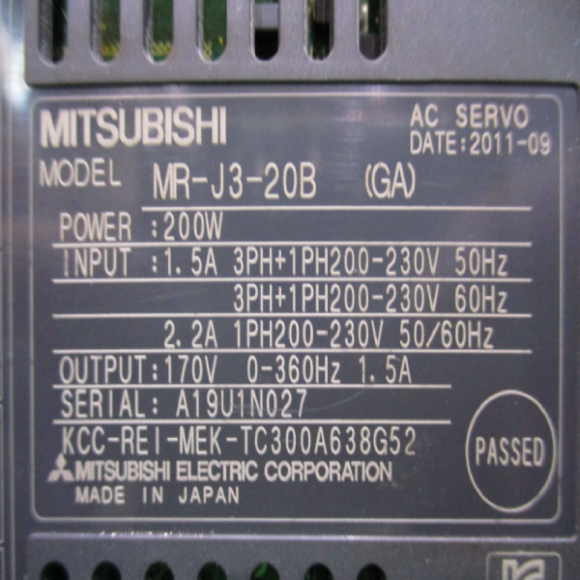 MITSUBISHI
AC SERVO
DATE:2011-09
MODEL MR-J3-20B (GA)
POWER :200W
INPUT :1.5A 3PH+1PH200-230V 50Hz
3PH+1PH200-230V 60Hz
2.2A 1PH200-230V 50/60Hz
OUTPUT:170V 0-360Hz 1.5A
SERIAL: A19U1N027
KCC-REI-MEK-TC300A638G52
PASSED
MITSUBISHI ELECTRIC CORPORATION
MADE IN JAPAN